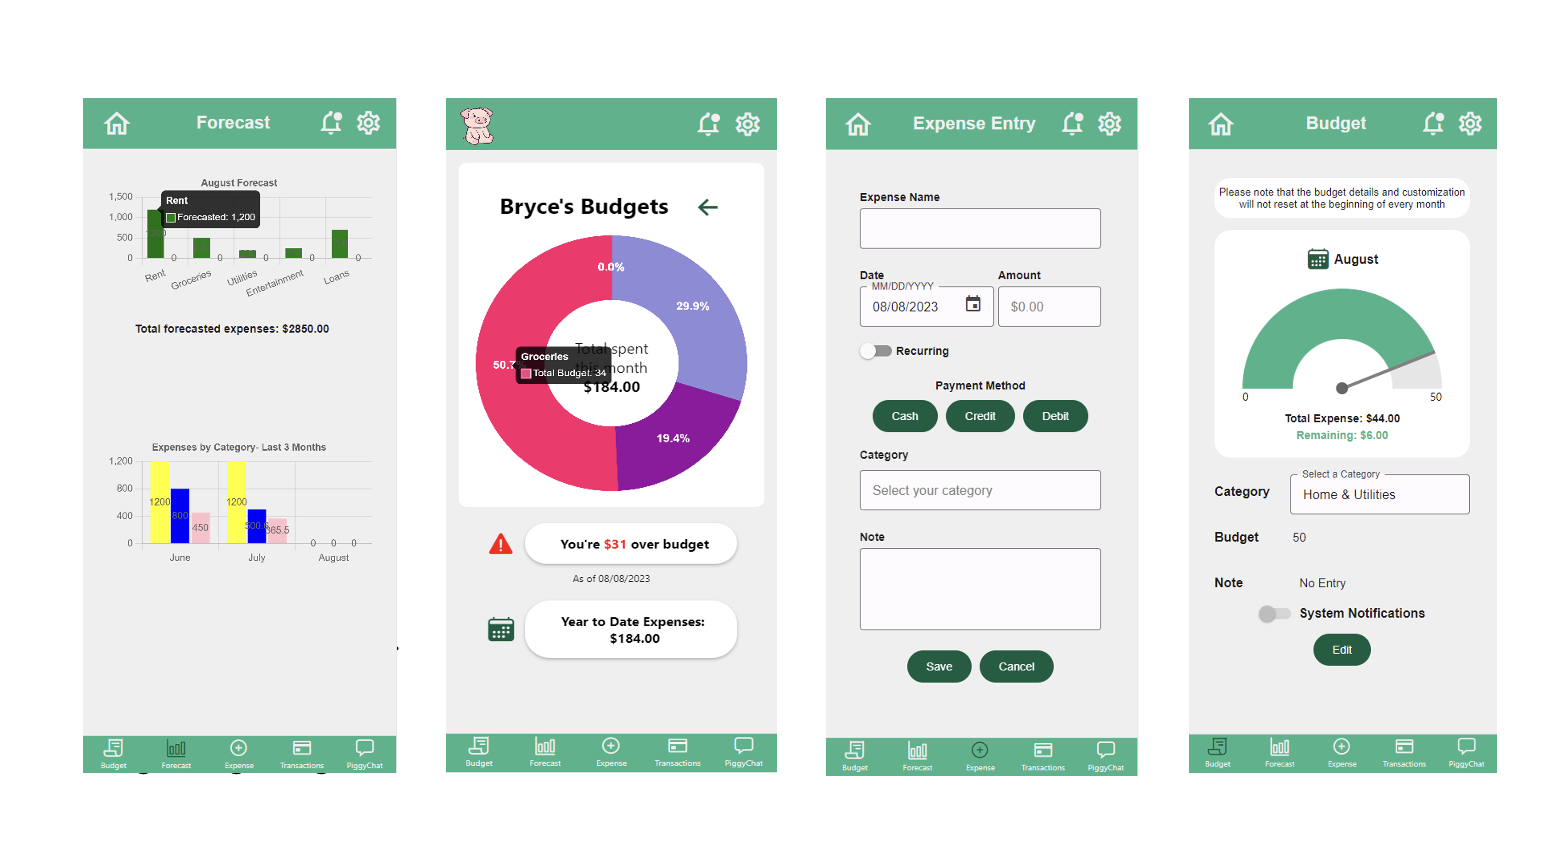 Forecast
August Forecast
1,500
1,000
500
0
Rent
Forecasted: 1,200
0
0
0
0
0
Rent
Groceries
Utilities
Entertainment
Loans
Total forecasted expenses: $2850.00
Expenses by Category- Last 3 Months
1,200
800
400
0
1200
800
450
1200
500.6
365.5
0
0
0
June
July
August
Budget
Forecast
Expense
Transactions
PiggyChat
Bryce's Budgets
0.0%
29.9%
19.4%
50.7
Groceries
Total Budget: 34
Total spent
this month
$184.00
You're $31 over budget
As of 08/08/2023
Year to Date Expenses:
$184.00
Budget
Forecast
Expense
Transactions
PiggyChat
Expense Entry
Expense Name
Date
Amount
MM/DD/YYYY
08/08/2023
$0.00
Recurring
Payment Method
Cash
Credit
Debit
Category
Select your category
Note
Save
Cancel
Budget
Forecast
Expense
Transactions
PiggyChat
Budget
Please note that the budget details and customization
will not reset at the beginning of every month
August
0
50
Total Expense: $44.00
Remaining: $6.00
Category
Select a Category
Home & Utilities
Budget
50
Note
No Entry
System Notifications
Edit
Budget
Forecast
Expense
Transactions
PiggyChat